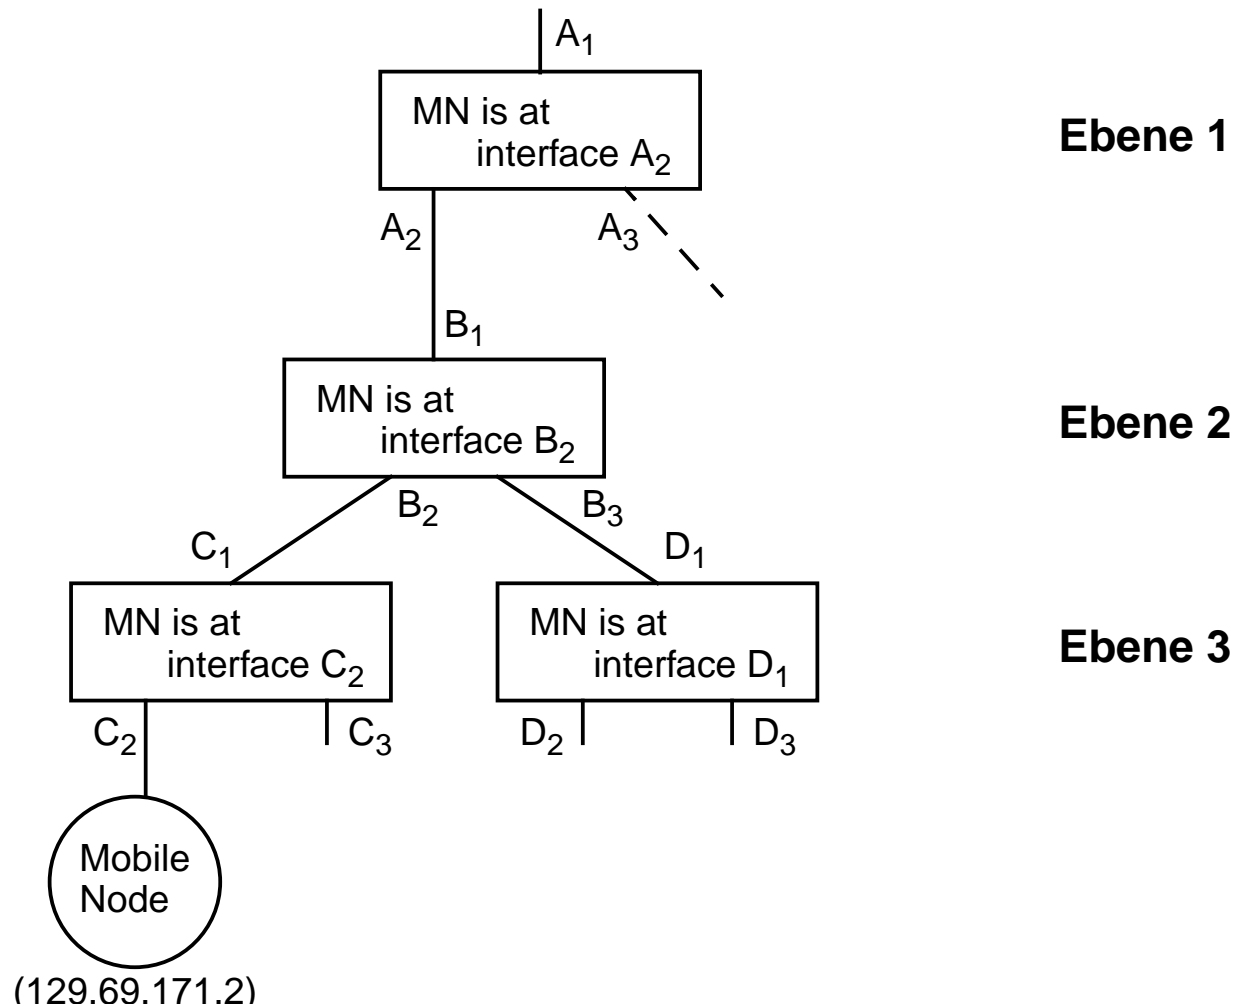 A1
MN is at
interface A2
Ebene 1
A2
A3
B1
MN is at
interface B2
Ebene 2
B2
B3
C1
D1
MN is at
interface C2
MN is at
interface D1
Ebene 3
C2
C3
D2
D3
Mobile
Node
(129.69.171.2)